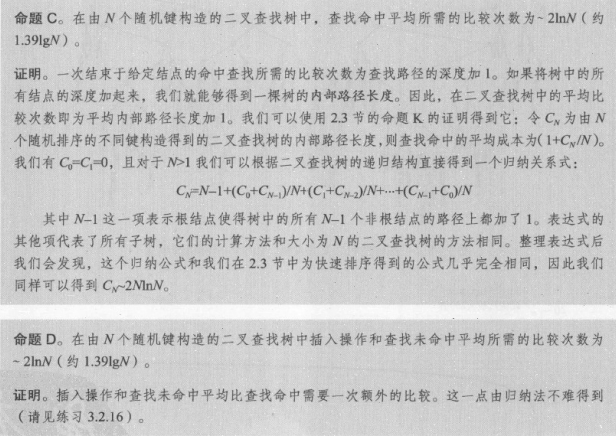 命题 C。在由 N 个随机键构造的二叉查找树中，查找命中平均所需的比较次数为~ 2lnN（约
1.39lgN）。
证明。一次结束于给定结点的命中查找所需的比较次数为查找路径的深度加 1。如果将树中的所
有结点的深度加起来，我们就能够得到一棵树的内部路径长度。因此，在二叉查找树中的平均比
较次数即为平均内部路径长度加 1。我们可以使用 2.3 节的命题 K 的证明得到它：令 C_N 为由 N
个随机排序的不同键构造得到的二叉查找树的内部路径长度，则查找命中的平均成本为(1+C_N/N)。
我们有 C_0=C_1=0，且对于 N>1 我们可以根据二叉查找树的递归结构直接得到一个归纳关系式：
C_N=N–1+(C_0+C_{N–1})/N+(C_1+C_{N–2})/N+···+(C_{N–1}+C_0)/N
其中 N–1 这一项表示根结点使得树中的所有 N–1 个非根结点的路径上都加了 1。表达式的
其他项代表了所有子树，它们的计算方法和大小为 N 的二叉查找树的方法相同。整理表达式后
我们会发现，这个归纳公式和我们在 2.3 节中为快速排序得到的公式几乎完全相同，因此我们
同样可以得到 C_N~2NlnN。
命题 D。在由 N 个随机键构造的二叉查找树中插入操作和查找未命中平均所需的比较次数为
~ 2lnN（约 1.39lgN）。
证明。插入操作和查找未命中平均比查找命中需要一次额外的比较。这一点由归纳法不难得到
（请见练习 3.2.16）。